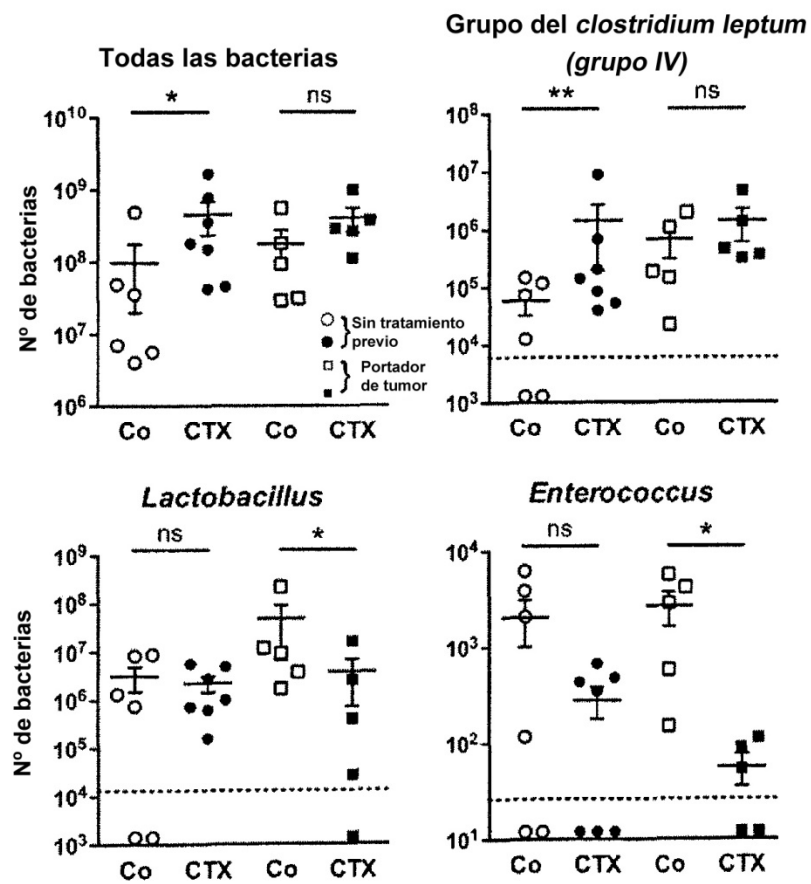 Todas las bacterias
* ns
Nº de bacterias
10¹⁰
10⁹
10⁸
10⁷
10⁶
Co CTX Co CTX
Sin tratamiento
previo
Portador
de tumor
Grupo del clostridium leptum
(grupo IV)
** ns
10⁸
10⁷
10⁶
10⁵
10⁴
10³
Co CTX Co CTX
Lactobacillus
ns *
Nº de bacterias
10⁹
10⁸
10⁷
10⁶
10⁵
10⁴
10³
Co CTX Co CTX
Enterococcus
ns *
10⁴
10³
10²
10¹
Co CTX Co CTX